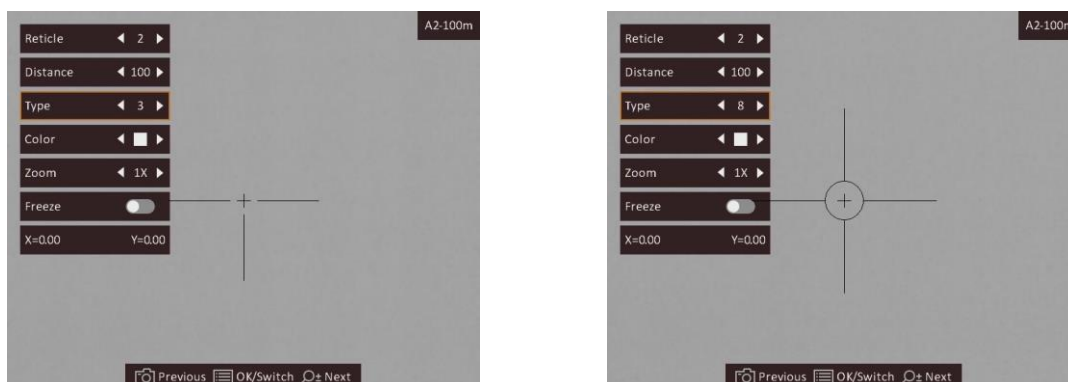 A2-100m
Reticle 2
Distance 100
Type 3
Color
Zoom 1X
Freeze
X=0.00 Y=0.00
Previous OK/Switch Next
A2-100m
Reticle 2
Distance 100
Type 8
Color
Zoom 1X
Freeze
X=0.00 Y=0.00
Previous OK/Switch Next